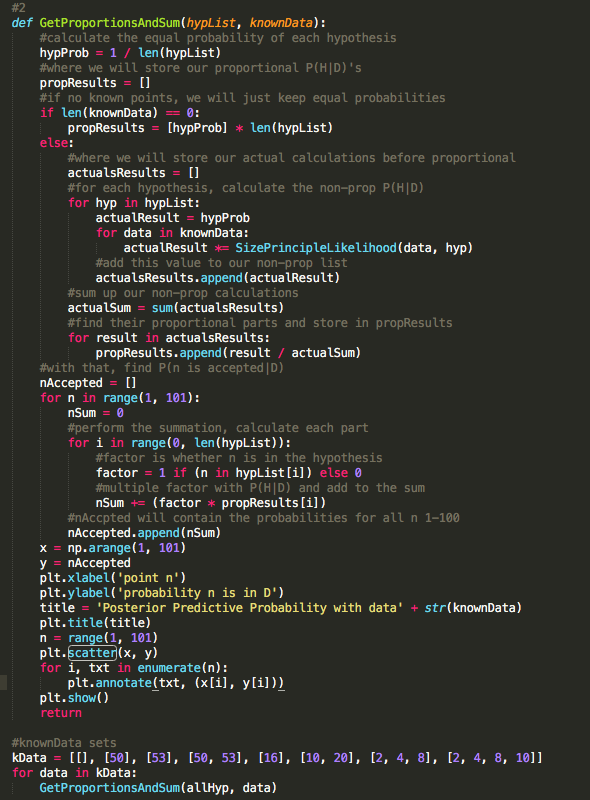 #2
def GetProportionsAndSum(hypList, knownData):
    #calculate the equal probability of each hypothesis
    hypProb = 1 / len(hypList)
    #where we will store our proportional P(H|D)'s
    propResults = []
    #if no known points, we will just keep equal probabilities
    if len(knownData) == 0:
        propResults = [hypProb] * len(hypList)
    else:
        #where we will store our actual calculations before proportional
        actualsResults = []
        #for each hypothesis, calculate the non-prop P(H|D)
        for hyp in hypList:
            actualResult = hypProb
            for data in knownData:
                actualResult *= SizePrincipleLikelihood(data, hyp)
            #add this value to our non-prop list
            actualsResults.append(actualResult)
        #sum up our non-prop calculations
        actualSum = sum(actualsResults)
        #find their proportional parts and store in propResults
        for result in actualsResults:
            propResults.append(result / actualSum)
    #with that, find P(n is accepted|D)
    nAccepted = []
    for n in range(1, 101):
        nSum = 0
        #perform the summation, calculate each part
        for i in range(0, len(hypList)):
            #factor is whether n is in the hypothesis
            factor = 1 if (n in hypList[i]) else 0
            #multiple factor with P(H|D) and add to the sum
            nSum += (factor * propResults[i])
        #nAccpted will contain the probabilities for all n 1-100
        nAccepted.append(nSum)
    x = np.arange(1, 101)
    y = nAccepted
    plt.xlabel('point n')
    plt.ylabel('probability n is in D')
    title = 'Posterior Predictive Probability with data' + str(knownData)
    plt.title(title)
    n = range(1, 101)
    plt.scatter(x, y)
    for i, txt in enumerate(n):
        plt.annotate(txt, (x[i], y[i]))
    plt.show()
    return
#knownData sets
kData = [[], [50], [53], [50, 53], [16], [10, 20], [2, 4, 8], [2, 4, 8, 10]]
for data in kData:
    GetProportionsAndSum(allHyp, data)